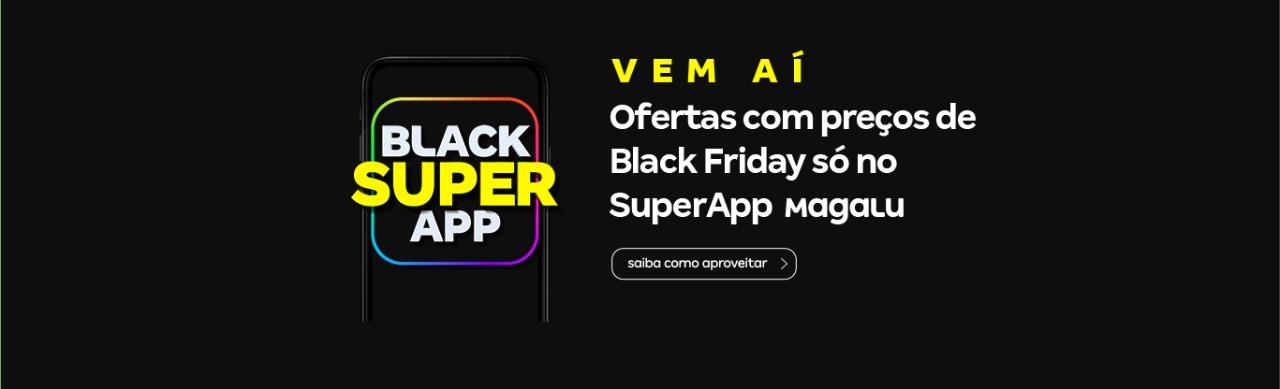 BLACK
SUPER
APP
VEM AÍ
Ofertas com preços de
Black Friday só no
SuperApp Magalu
saiba como aproveitar